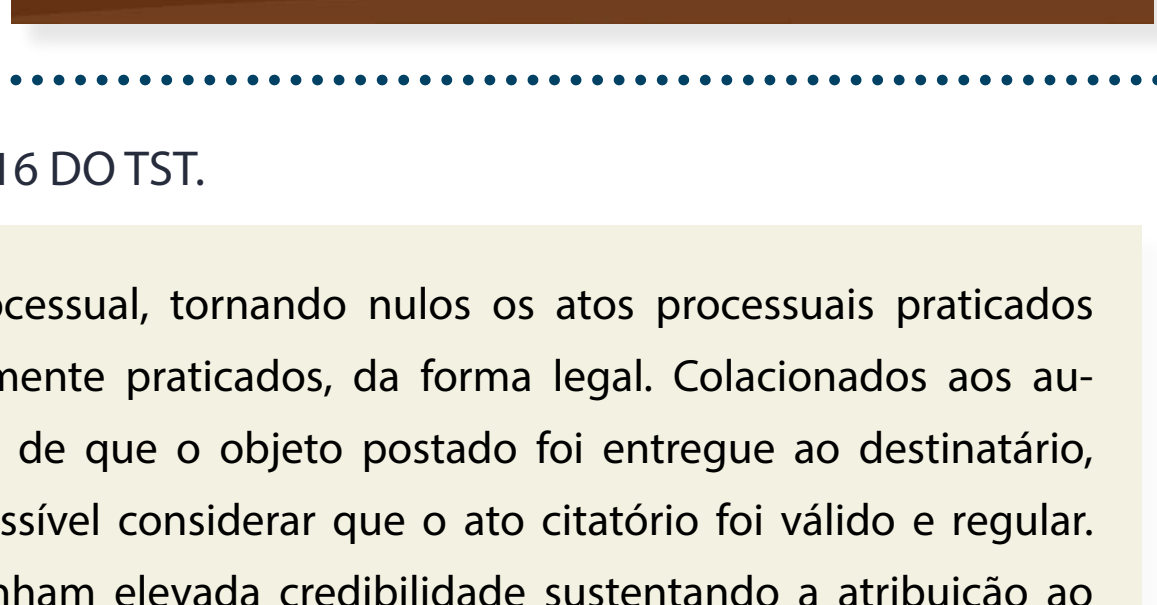 16 DO TST.
ocessual, tornando nulos os atos processuais praticados
mente praticados, da forma legal. Colacionados aos au-
de que o objeto postado foi entregue ao destinatário,
ssível considerar que o ato citatório foi válido e regular.
nham elevada credibilidade sustentando a atribuição ao